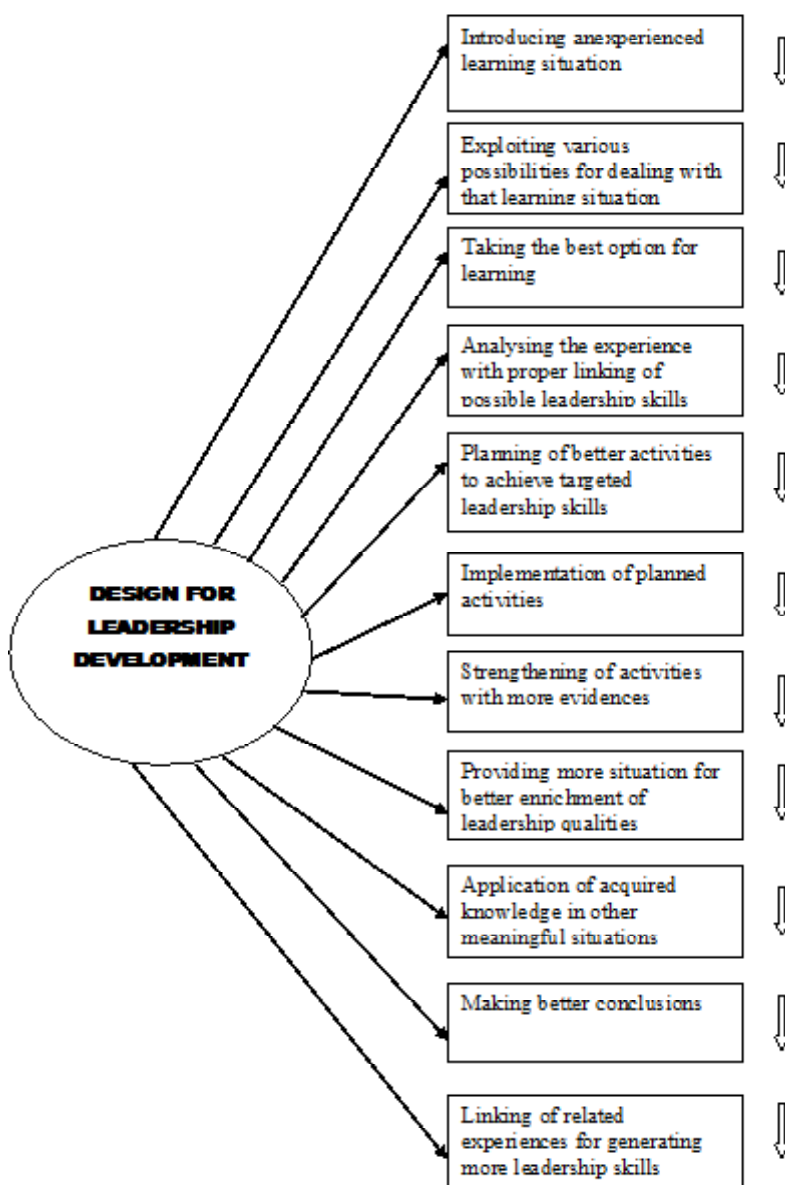 Introducing anexperienced
learning situation
Exploiting various
possibilities for dealing with
that learning situation
Taking the best option for
learning
Analysing the experience
with proper linking of
possible leadership skills
Planning of better activities
to achieve targeted
leadership skills
DESIGN FOR
LEADERSHIP
DEVELOPMENT
Implementation of planned
activities
Strengthening of activities
with more evidences
Providing more situation for
better enrichment of
leadership qualities
Application of acquired
knowledge in other
meaningful situations
Making better conclusions
Linking of related
experiences for generating
more leadership skills